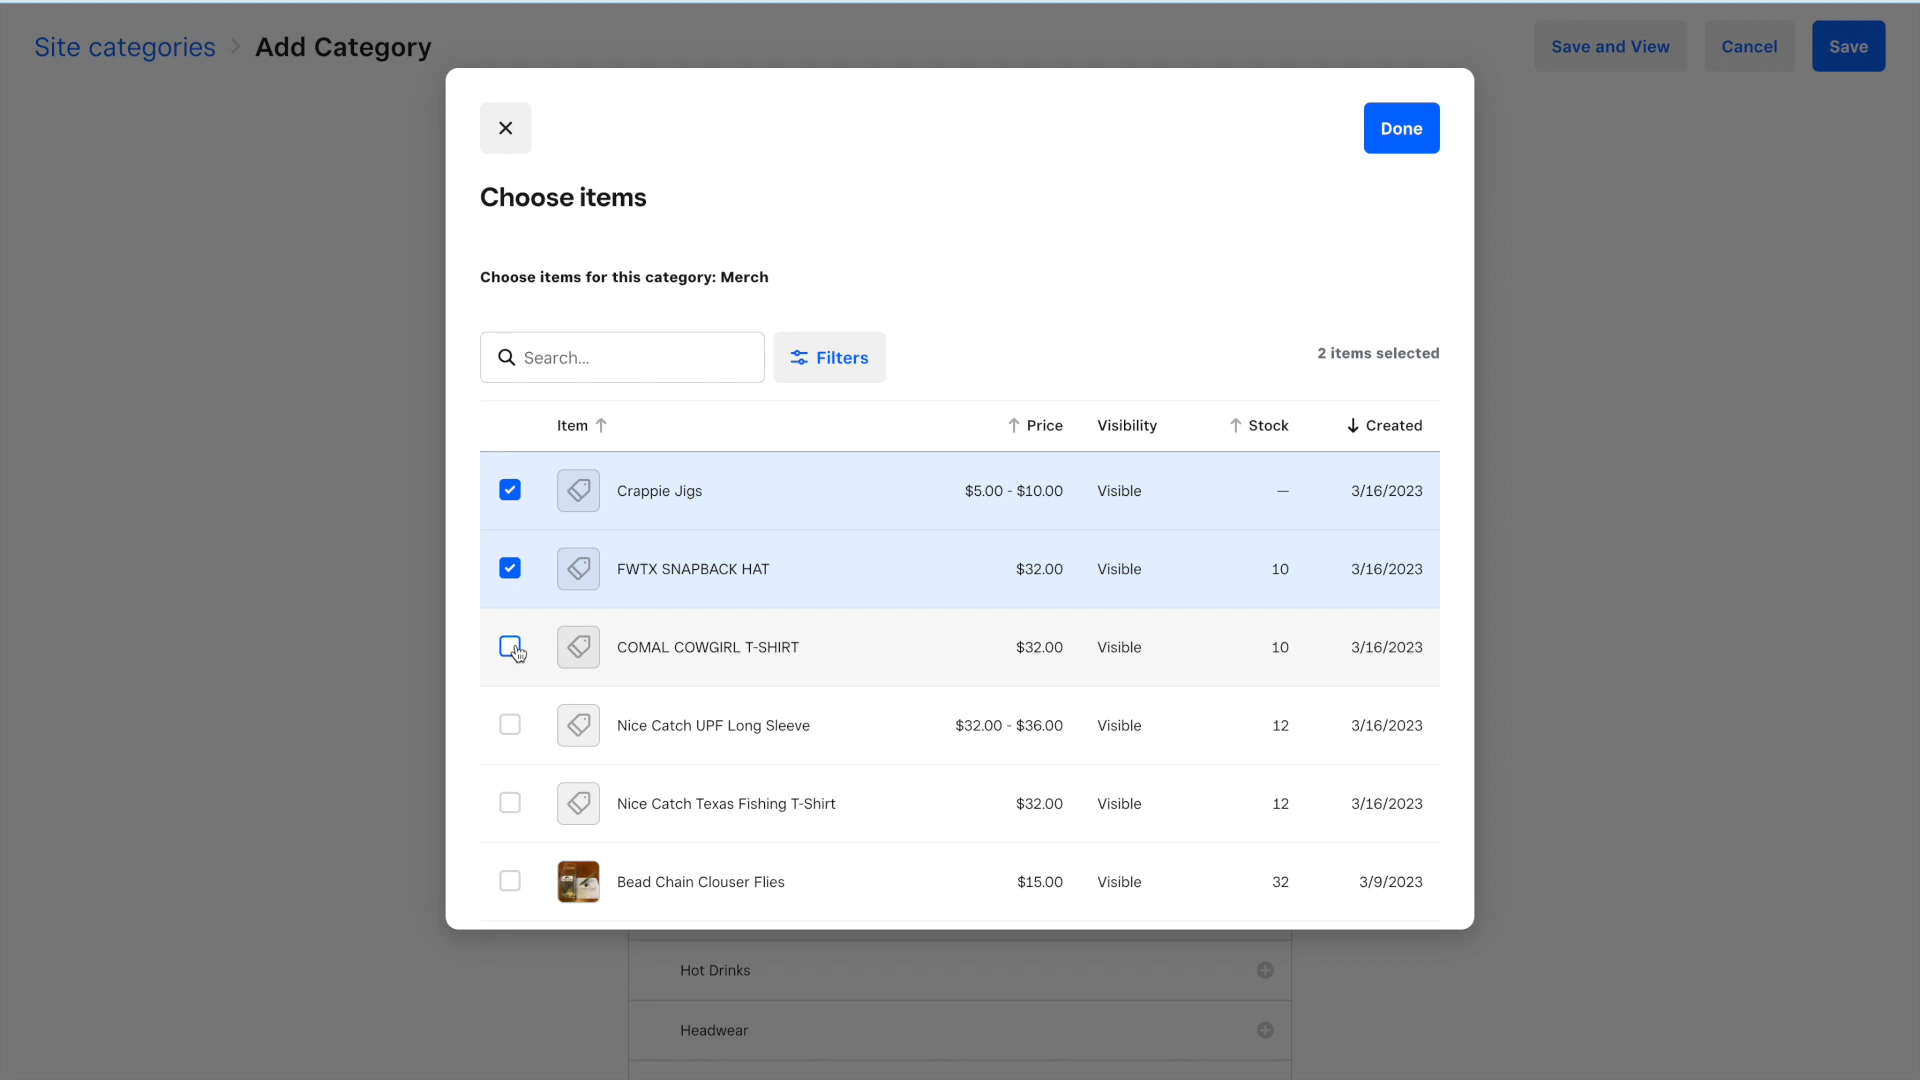 Site categories > Add Category
Save and View
Cancel
Save
Done
Choose items
Choose items for this category: Merch
Search...
Filters
2 items selected
Item ↑ ↑ Price Visibility ↑ Stock ↓ Created
Crappie Jigs $5.00 - $10.00 Visible — 3/16/2023
FWTX SNAPBACK HAT $32.00 Visible 10 3/16/2023
COMAL COWGIRL T-SHIRT $32.00 Visible 10 3/16/2023
Nice Catch UPF Long Sleeve $32.00 - $36.00 Visible 12 3/16/2023
Nice Catch Texas Fishing T-Shirt $32.00 Visible 12 3/16/2023
Bead Chain Clouser Flies $15.00 Visible 32 3/9/2023
Hot Drinks
Headwear